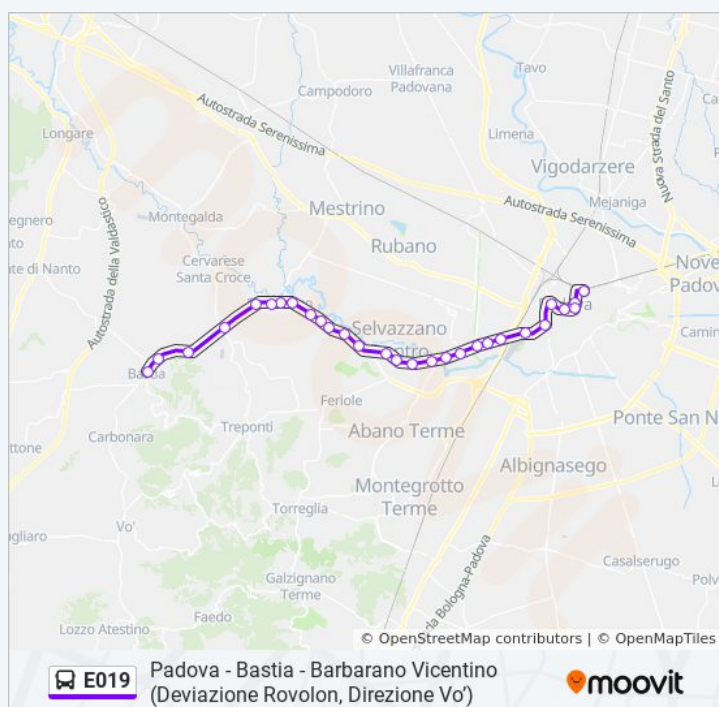 Tavo
Villafranca
Padovana
Campodoro
Autostrada Serenissima
Limena
Nuova Strada del Santo
Longare
Vigodarzere
Mejaniga
Mestrino
Autostrada Serenissima
Montegalda
Rubano
Cervarese
Santa Croce
Autostrada della Valdastico
Selvazzano
Feriole
Treponti
Carbonara
Abano Terme
Albignasego
Montegrotto
Terme
Vo'
Torreglia
Casalserugo
Galzignano
Terme
Faedo
Lozzo Atestino
© OpenStreetMap contributors | © OpenMapTiles
E019
Padova - Bastia - Barbarano Vicentino
(Deviazione Rovolon, Direzione Vo’)
moovit